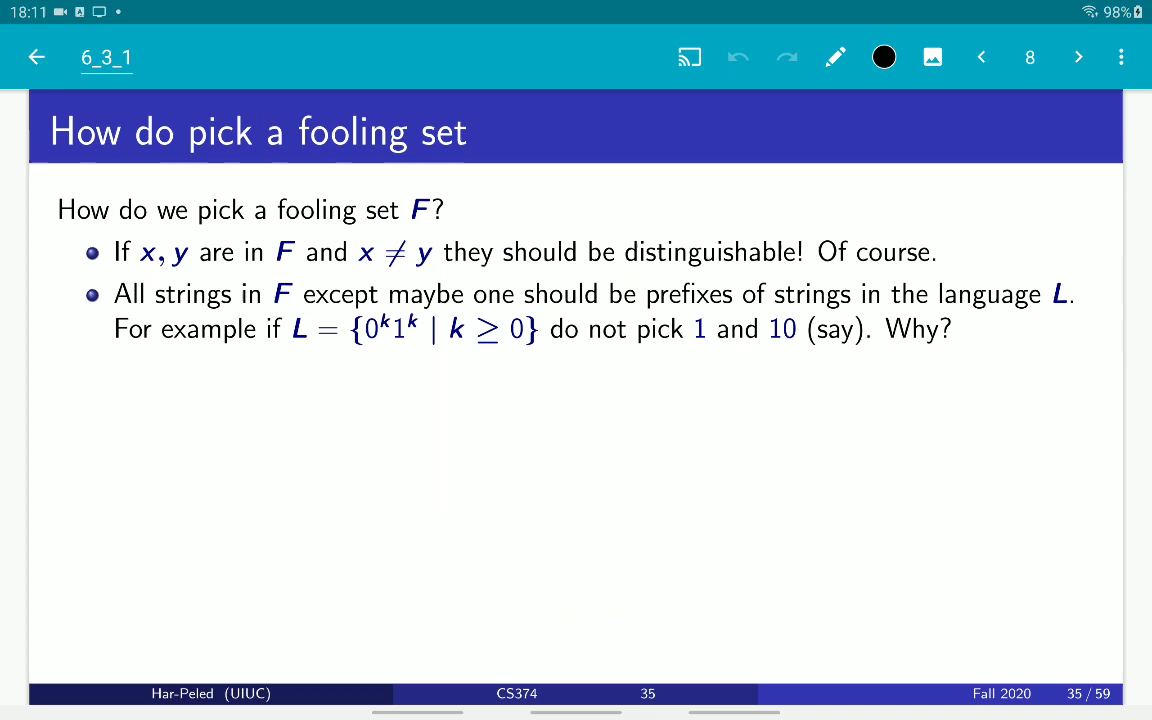 18:11
98%
6_3_1
8
How do pick a fooling set
How do we pick a fooling set F?
If x, y are in F and x ≠ y they should be distinguishable! Of course.
All strings in F except maybe one should be prefixes of strings in the language L.
For example if L = {0ᵏ1ᵏ | k ≥ 0} do not pick 1 and 10 (say). Why?
Har-Peled (UIUC) CS374 35 Fall 2020 35 / 59